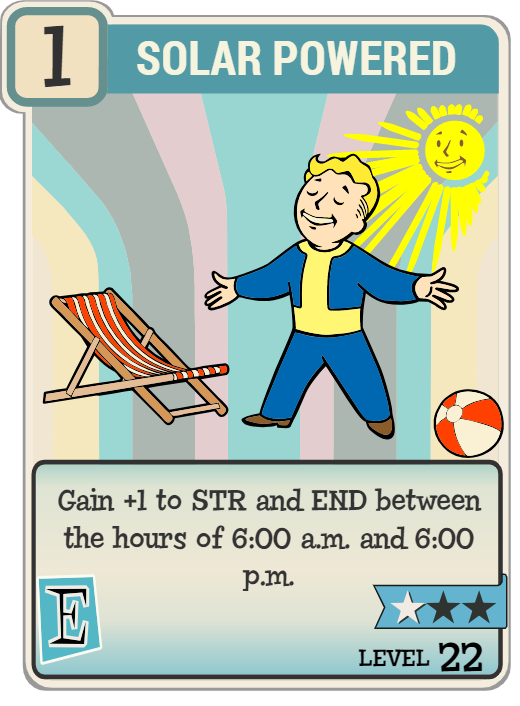 1
SOLAR POWERED
Gain +1 to STR and END between
the hours of 6:00 a.m. and 6:00
p.m.
E
LEVEL 22